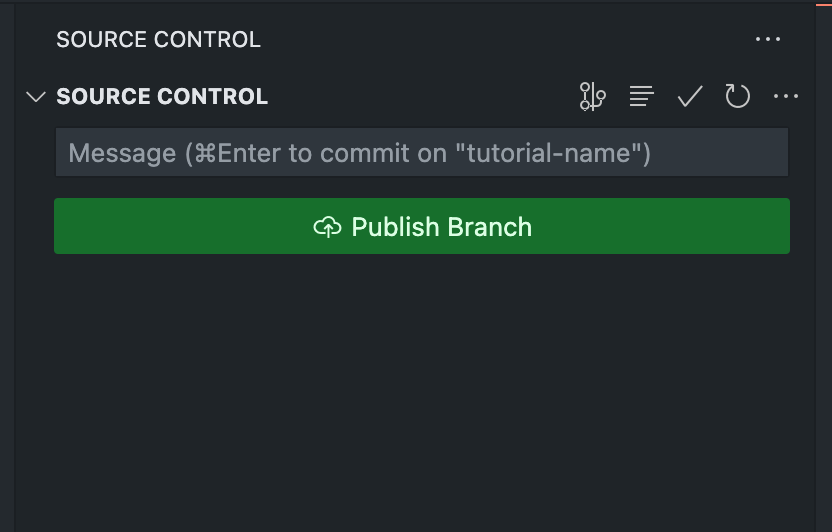 SOURCE CONTROL
SOURCE CONTROL
Message (⌘Enter to commit on "tutorial-name")
Publish Branch